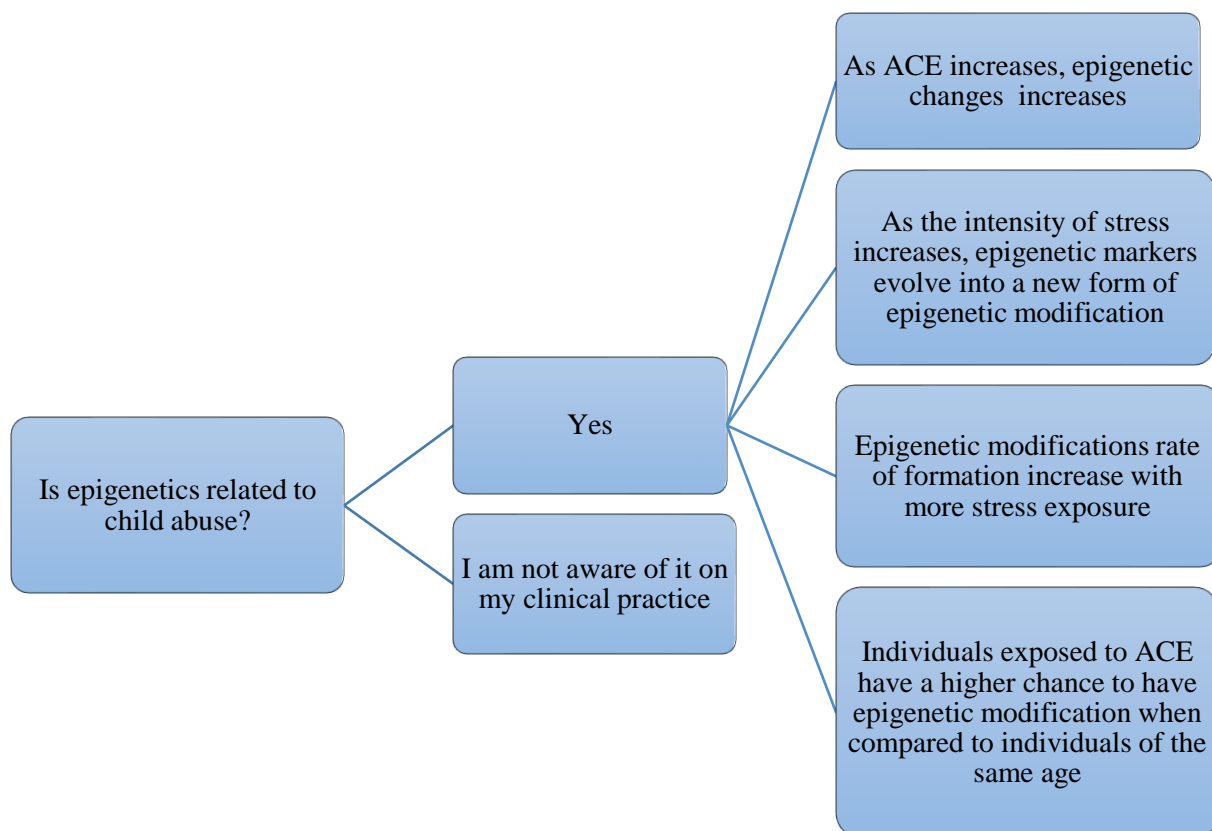 Is epigenetics related to
child abuse?
Yes
I am not aware of it on
my clinical practice
As ACE increases, epigenetic
changes increases
As the intensity of stress
increases, epigenetic markers
evolve into a new form of
epigenetic modification
Epigenetic modifications rate
of formation increase with
more stress exposure
Individuals exposed to ACE
have a higher chance to have
epigenetic modification when
compared to individuals of the
same age